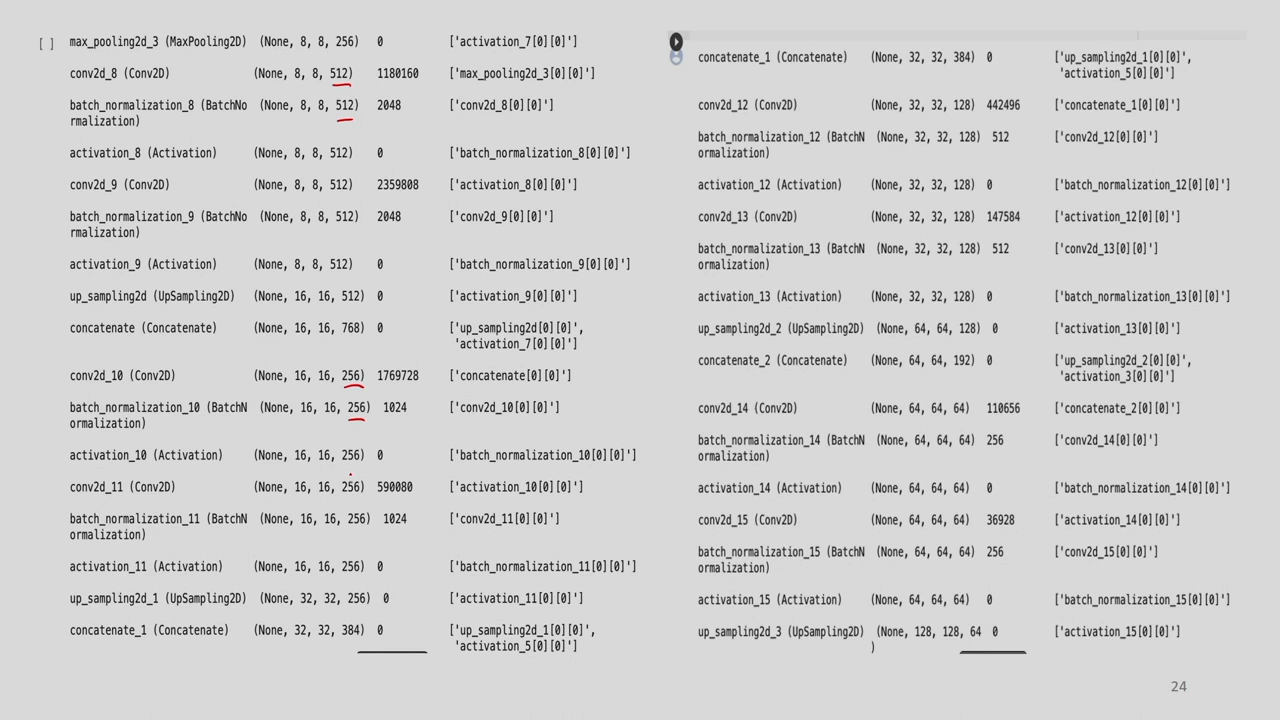 [ ] max_pooling2d_3 (MaxPooling2D) (None, 8, 8, 256) 0 ['activation_7[0][0]']
conv2d_8 (Conv2D) (None, 8, 8, 512) 1180160 ['max_pooling2d_3[0][0]']
batch_normalization_8 (BatchNo (None, 8, 8, 512) 2048 ['conv2d_8[0][0]']
rmalization)
activation_8 (Activation) (None, 8, 8, 512) 0 ['batch_normalization_8[0][0]']
conv2d_9 (Conv2D) (None, 8, 8, 512) 2359808 ['activation_8[0][0]']
batch_normalization_9 (BatchNo (None, 8, 8, 512) 2048 ['conv2d_9[0][0]']
rmalization)
activation_9 (Activation) (None, 8, 8, 512) 0 ['batch_normalization_9[0][0]']
up_sampling2d (UpSampling2D) (None, 16, 16, 512) 0 ['activation_9[0][0]']
concatenate (Concatenate) (None, 16, 16, 768) 0 ['up_sampling2d[0][0]',
'activation_7[0][0]']
conv2d_10 (Conv2D) (None, 16, 16, 256) 1769728 ['concatenate[0][0]']
batch_normalization_10 (BatchN (None, 16, 16, 256) 1024 ['conv2d_10[0][0]']
ormalization)
activation_10 (Activation) (None, 16, 16, 256) 0 ['batch_normalization_10[0][0]']
conv2d_11 (Conv2D) (None, 16, 16, 256) 590080 ['activation_10[0][0]']
batch_normalization_11 (BatchN (None, 16, 16, 256) 1024 ['conv2d_11[0][0]']
ormalization)
activation_11 (Activation) (None, 16, 16, 256) 0 ['batch_normalization_11[0][0]']
up_sampling2d_1 (UpSampling2D) (None, 32, 32, 256) 0 ['activation_11[0][0]']
concatenate_1 (Concatenate) (None, 32, 32, 384) 0 ['up_sampling2d_1[0][0]',
'activation_5[0][0]']
concatenate_1 (Concatenate) (None, 32, 32, 384) 0 ['up_sampling2d_1[0][0]',
'activation_5[0][0]']
conv2d_12 (Conv2D) (None, 32, 32, 128) 442496 ['concatenate_1[0][0]']
batch_normalization_12 (BatchN (None, 32, 32, 128) 512 ['conv2d_12[0][0]']
ormalization)
activation_12 (Activation) (None, 32, 32, 128) 0 ['batch_normalization_12[0][0]']
conv2d_13 (Conv2D) (None, 32, 32, 128) 147584 ['activation_12[0][0]']
batch_normalization_13 (BatchN (None, 32, 32, 128) 512 ['conv2d_13[0][0]']
ormalization)
activation_13 (Activation) (None, 32, 32, 128) 0 ['batch_normalization_13[0][0]']
up_sampling2d_2 (UpSampling2D) (None, 64, 64, 128) 0 ['activation_13[0][0]']
concatenate_2 (Concatenate) (None, 64, 64, 192) 0 ['up_sampling2d_2[0][0]',
'activation_3[0][0]']
conv2d_14 (Conv2D) (None, 64, 64, 64) 110656 ['concatenate_2[0][0]']
batch_normalization_14 (BatchN (None, 64, 64, 64) 256 ['conv2d_14[0][0]']
ormalization)
activation_14 (Activation) (None, 64, 64, 64) 0 ['batch_normalization_14[0][0]']
conv2d_15 (Conv2D) (None, 64, 64, 64) 36928 ['activation_14[0][0]']
batch_normalization_15 (BatchN (None, 64, 64, 64) 256 ['conv2d_15[0][0]']
ormalization)
activation_15 (Activation) (None, 64, 64, 64) 0 ['batch_normalization_15[0][0]']
up_sampling2d_3 (UpSampling2D) (None, 128, 128, 64 0 ['activation_15[0][0]']
)
24